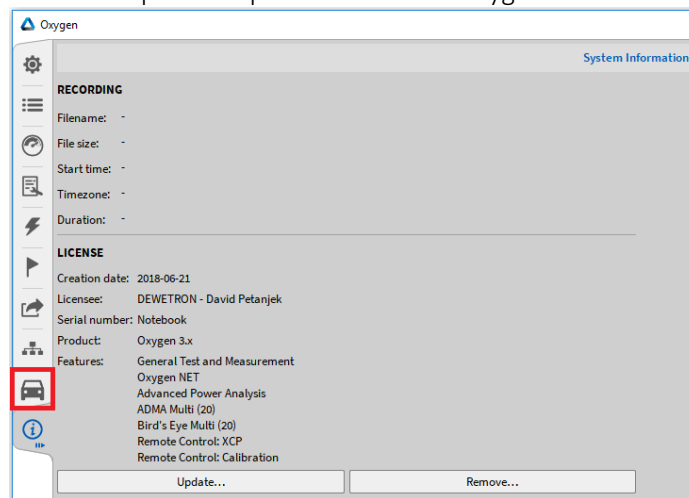 Oxygen
System Information
RECORDING
Filename: -
File size: -
Start time: -
Timezone: -
Duration: -
LICENSE
Creation date: 2018-06-21
Licensee: DEWETRON - David Petanjek
Serial number: Notebook
Product: Oxygen 3.x
Features: General Test and Measurement
Oxygen NET
Advanced Power Analysis
ADMA Multi (20)
Bird's Eye Multi (20)
Remote Control: XCP
Remote Control: Calibration
Update... Remove...